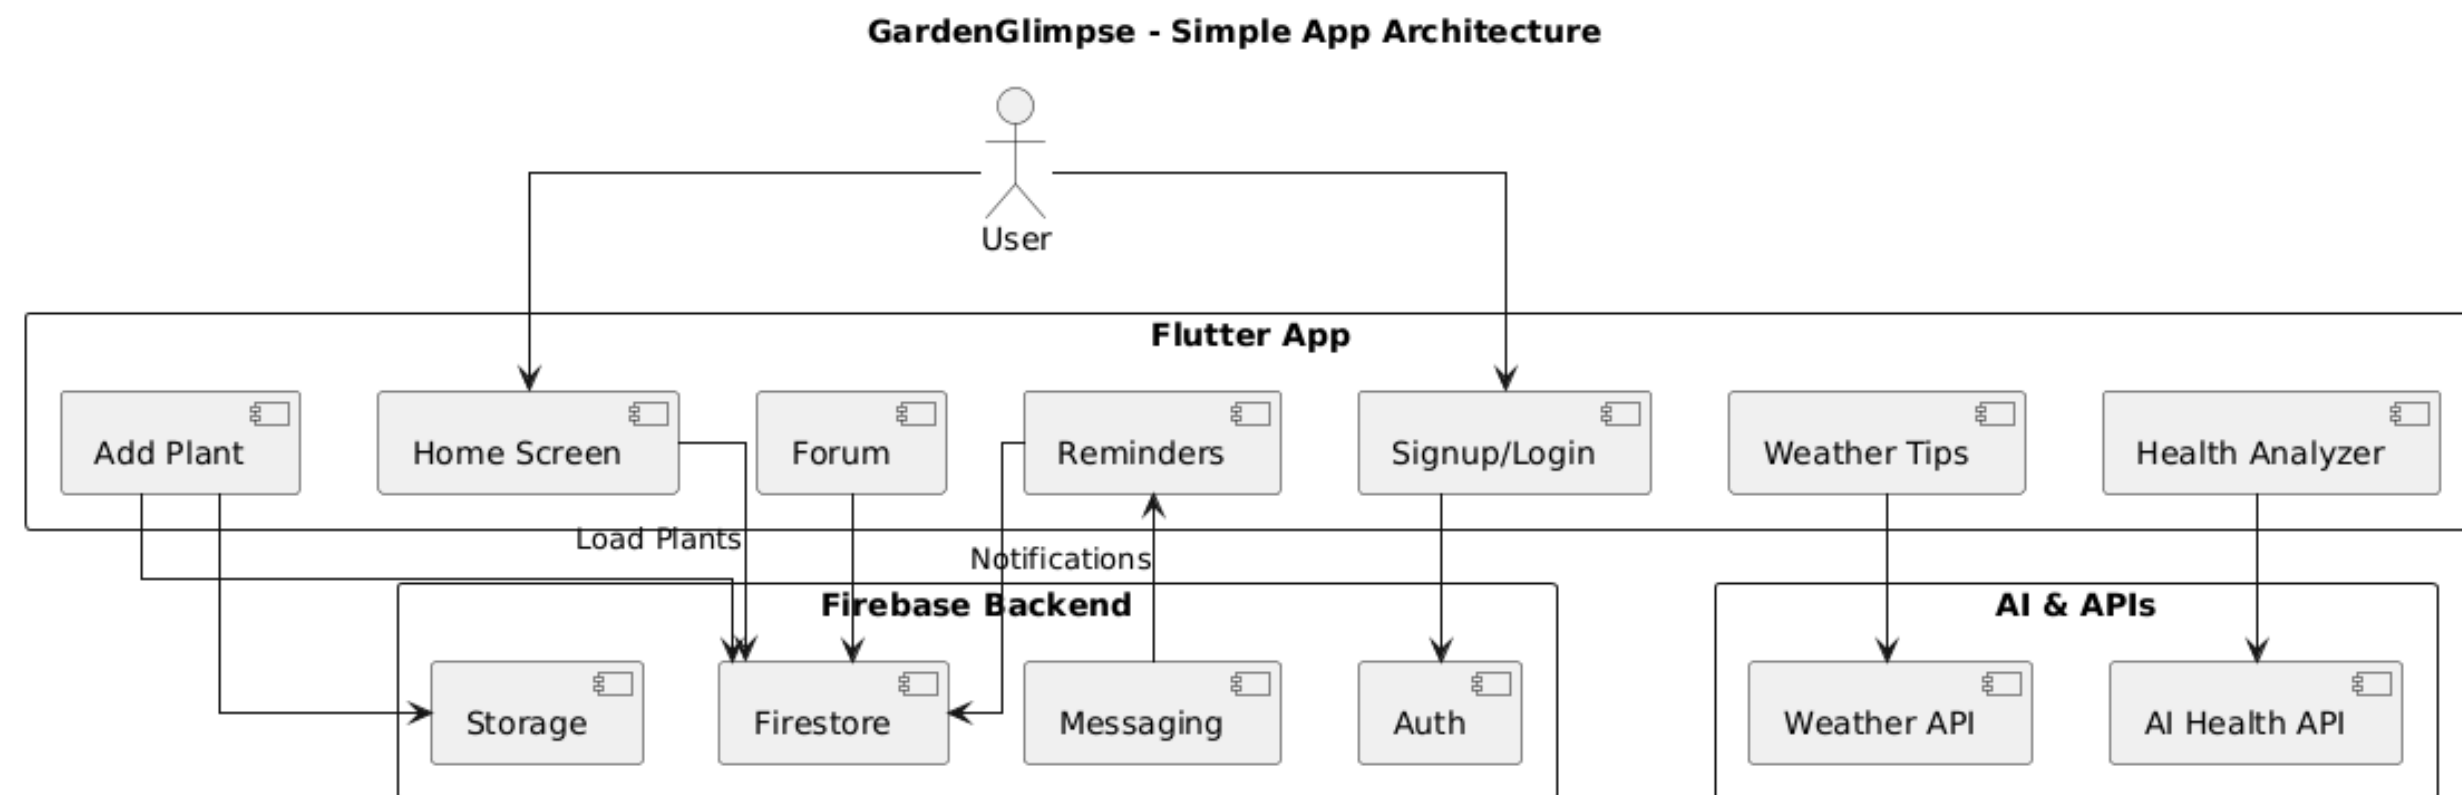 GardenGlimpse - Simple App Architecture
User
Flutter App
Add Plant
Home Screen
Forum
Reminders
Signup/Login
Weather Tips
Health Analyzer
Load Plants
Notifications
Firebase Backend
AI & APIs
Storage
Firestore
Messaging
Auth
Weather API
AI Health API